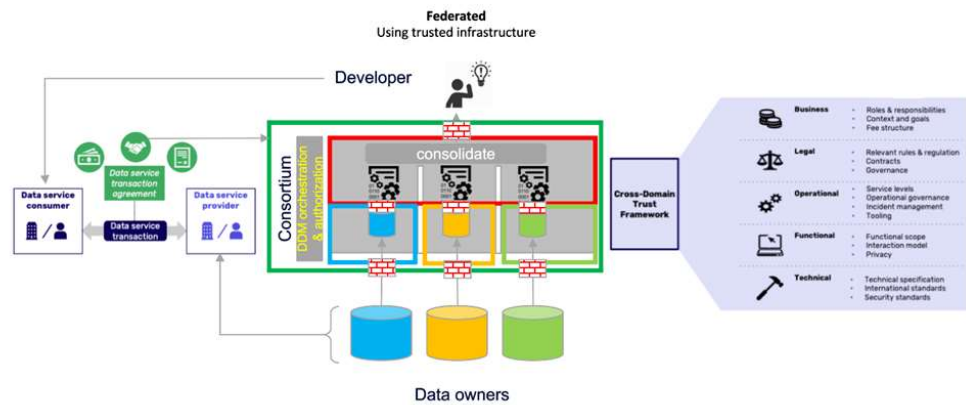 Federated
Using trusted infrastructure
Developer
Data service
transaction
agreement
Data service
consumer
Data service
provider
Data service
transaction
Consortium
DDM orchestration
& authorization
consolidate
Cross-Domain
Trust
Framework
Business
- Roles & responsibilities
- Context and goals
- Fee structure
Legal
- Relevant rules & regulation
- Contracts
- Governance
Operational
- Service levels
- Operational governance
- Incident management
- Tooling
Functional
- Functional scope
- Interaction model
- Privacy
Technical
- Technical specification
- International standards
- Security standards
Data owners